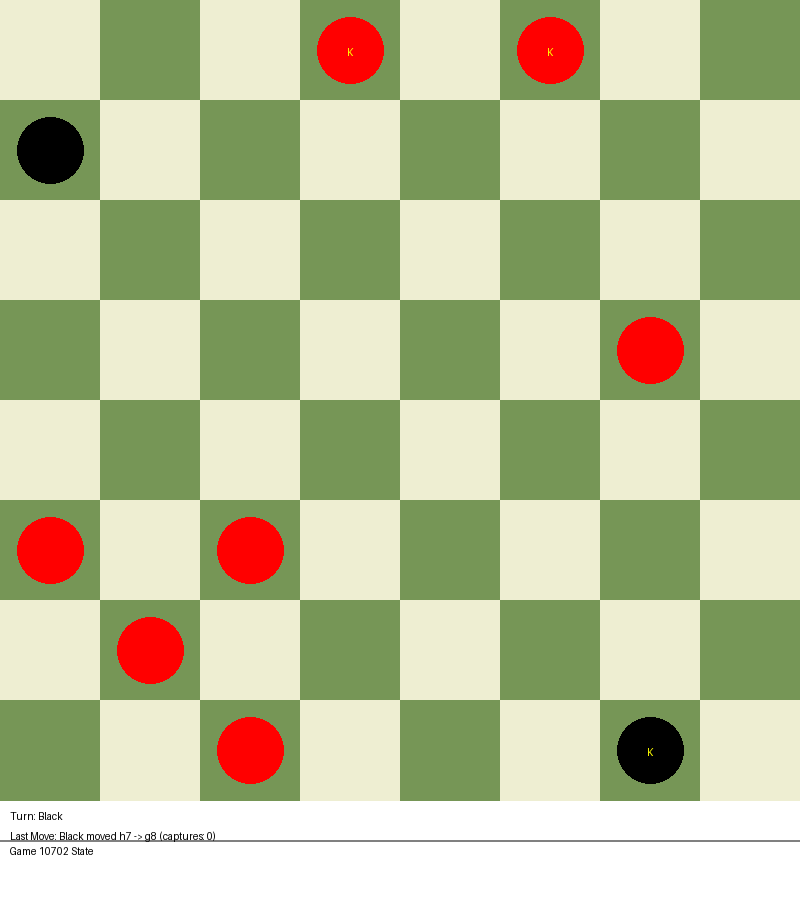 K K
K
Turn: Black
Last Move: Black moved h7 -> g8 (captures: 0)
Game 10702 State